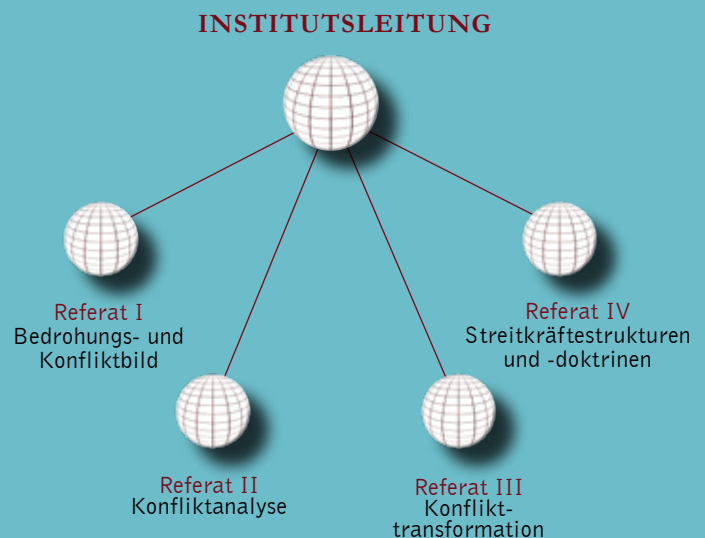 INSTITUTSLEITUNG
Referat I
Bedrohungs- und
Konfliktbild
Referat II
Konfliktanalyse
Referat III
Konflikt-
transformation
Referat IV
Streitkräftestrukturen
und -doktrinen